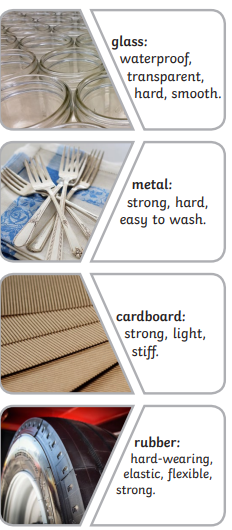 glass:
waterproof,
transparent,
hard, smooth.
metal:
strong, hard,
easy to wash.
cardboard:
strong, light,
stiff.
rubber:
hard-wearing,
elastic, flexible,
strong.